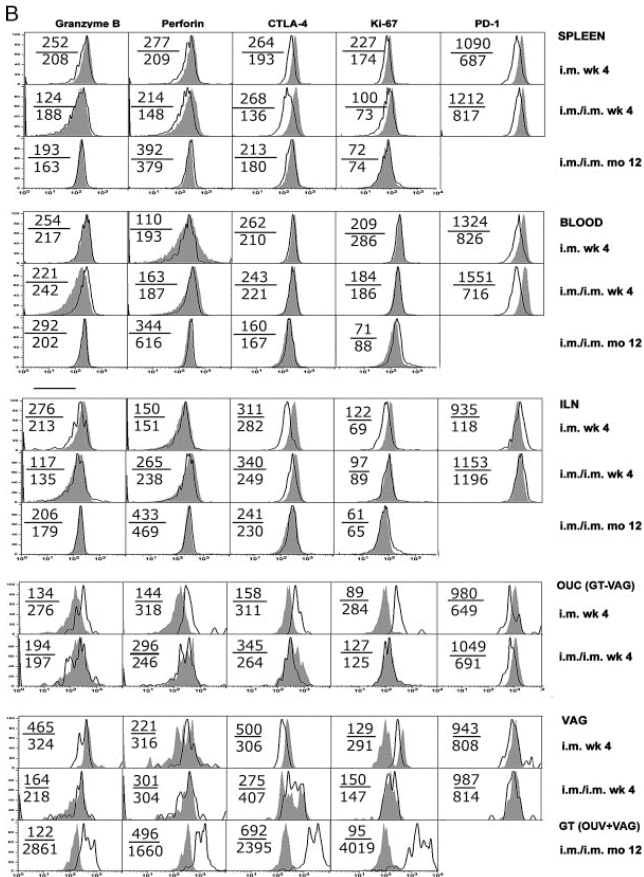 B
Granzyme B Perforin CTLA-4 Ki-67 PD-1
SPLEEN
252 277 264 227 1090
208 209 193 174 687
i.m. wk 4
124 214 268 100 1212
188 148 136 73 817
i.m./i.m. wk 4
193 392 213 72
163 379 180 74
i.m./i.m. mo 12
BLOOD
254 110 262 209 1324
217 193 210 286 826
i.m. wk 4
221 163 243 184 1551
242 187 221 186 716
i.m./i.m. wk 4
292 344 160 71
202 616 167 88
i.m./i.m. mo 12
ILN
276 150 311 122 935
213 151 282 69 118
i.m. wk 4
117 265 340 97 1153
135 238 249 89 1196
i.m./i.m. wk 4
206 433 241 61
179 469 230 65
i.m./i.m. mo 12
OUC (GT-VAG)
134 144 158 89 980
276 318 311 284 649
i.m. wk 4
194 296 345 127 1049
197 246 264 125 691
i.m./i.m. wk 4
VAG
465 221 500 129 943
324 316 306 291 808
i.m. wk 4
164 301 275 150 987
218 304 407 147 814
i.m./i.m. wk 4
GT (OUV+VAG)
122 496 692 95
2861 1660 2395 4019
i.m./i.m. mo 12